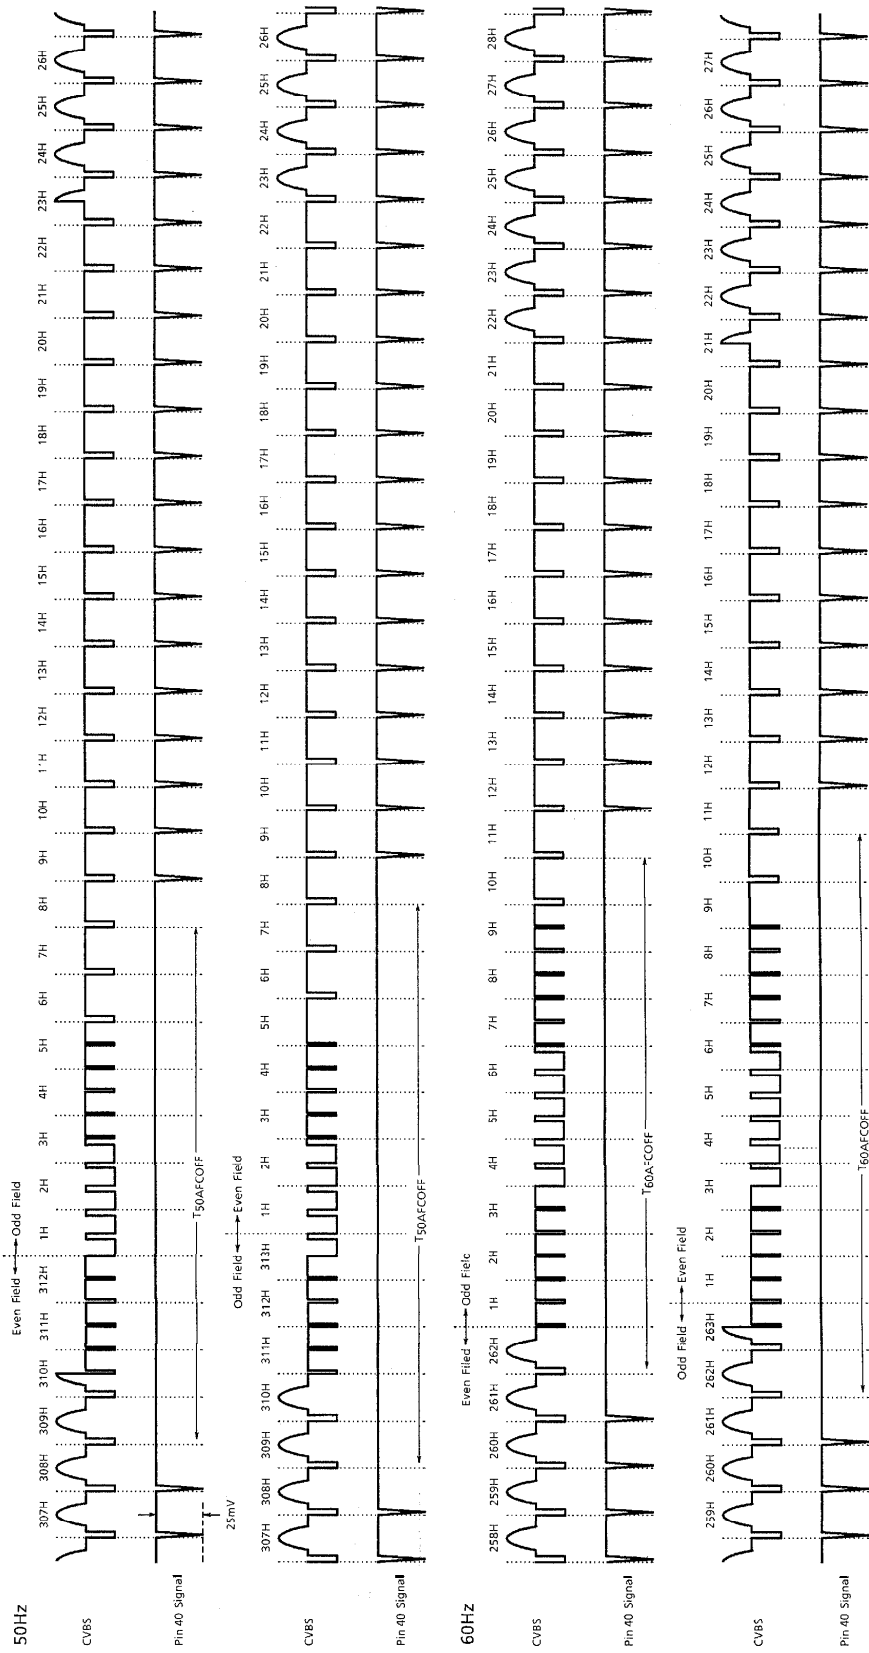 50Hz
Even Field Odd Field
307H 308H 309H 310H 311H 312H 1H 2H 3H 4H 5H 6H 7H 8H 9H 10H 11H 12H 13H 14H 15H 16H 17H 18H 19H 20H 21H 22H 23H 24H 25H 26H
CVBS
Pin 40 Signal
T50AFCOFF
25mV
Odd Field Even Field
307H 308H 309H 310H 311H 312H 313H 1H 2H 3H 4H 5H 6H 7H 8H 9H 10H 11H 12H 13H 14H 15H 16H 17H 18H 19H 20H 21H 22H 23H 24H 25H 26H
CVBS
Pin 40 Signal
T50AFCOFF
60Hz
Even Filed Odd Field
258H 259H 260H 261H 262H 1H 2H 3H 4H 5H 6H 7H 8H 9H 10H 11H 12H 13H 14H 15H 16H 17H 18H 19H 20H 21H 22H 23H 24H 25H 26H 27H 28H
CVBS
Pin 40 Signal
T60AFCOFF
Odd Field Even Field
259H 260H 261H 262H 263H 1H 2H 3H 4H 5H 6H 7H 8H 9H 10H 11H 12H 13H 14H 15H 16H 17H 18H 19H 20H 21H 22H 23H 24H 25H 26H 27H
CVBS
Pin 40 Signal
T60AFCOFF